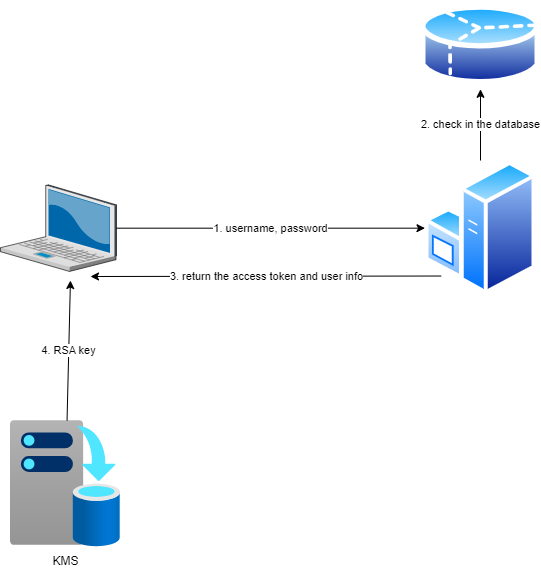 2. check in the database
1. username, password
3. return the access token and user info
4. RSA key
KMS